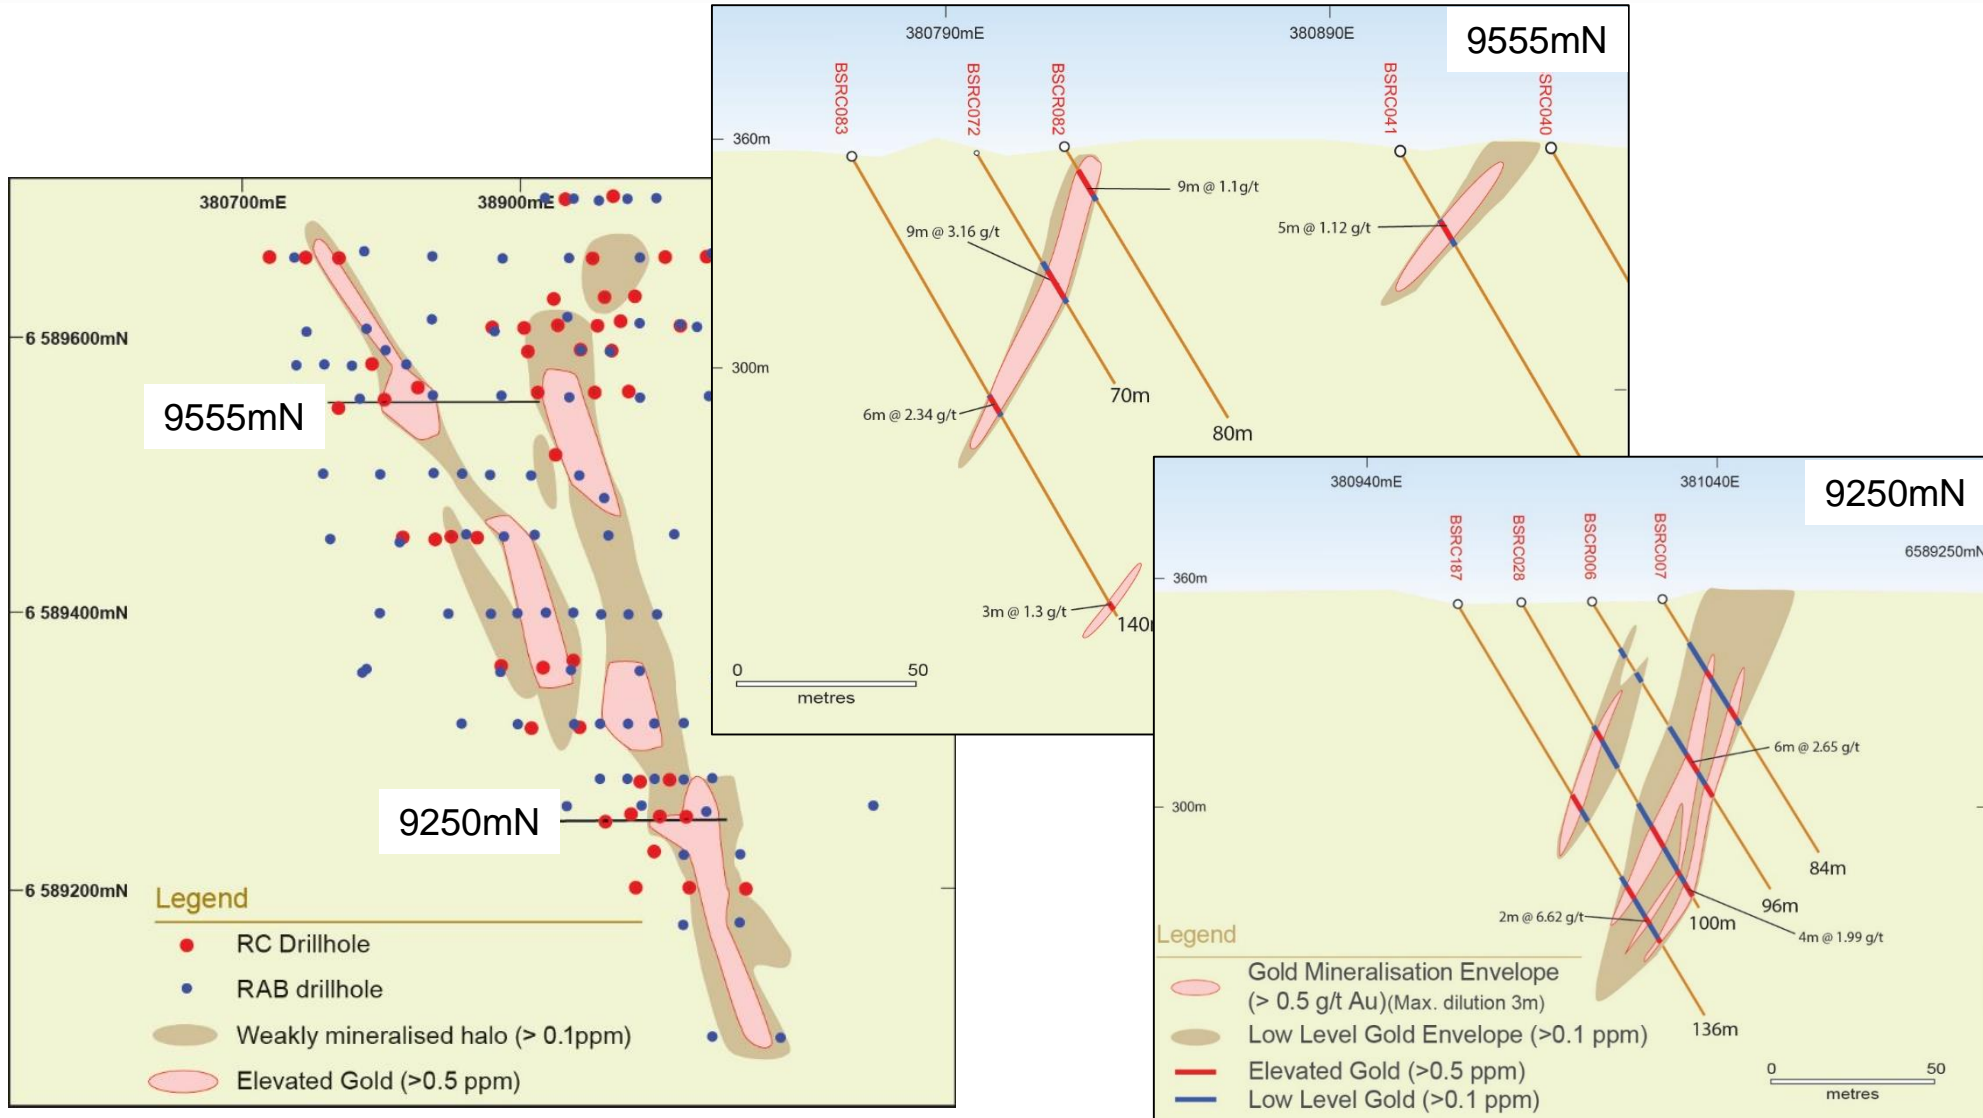 380700mE
38900mE
6 589600mN
9555mN
6 589400mN
9250mN
6 589200mN
Legend
RC Drillhole
RAB drillhole
Weakly mineralised halo (> 0.1ppm)
Elevated Gold (>0.5 ppm)
380790mE
380890E
9555mN
BSRC083
BSRC072
BSCR082
BSRC041
SRC040
360m
9m @ 1.1g/t
9m @ 3.16 g/t
5m @ 1.12 g/t
300m
70m
6m @ 2.34 g/t
80m
3m @ 1.3 g/t
140
0 50
metres
380940mE
381040E
9250mN
BSRC187
BSRC028
BSCR006
BSRC007
6589250mN
360m
6m @ 2.65 g/t
300m
84m
96m
100m
2m @ 6.62 g/t
4m @ 1.99 g/t
136m
Legend
Gold Mineralisation Envelope
(> 0.5 g/t Au)(Max. dilution 3m)
Low Level Gold Envelope (>0.1 ppm)
Elevated Gold (>0.5 ppm)
Low Level Gold (>0.1 ppm)
0 50
metres